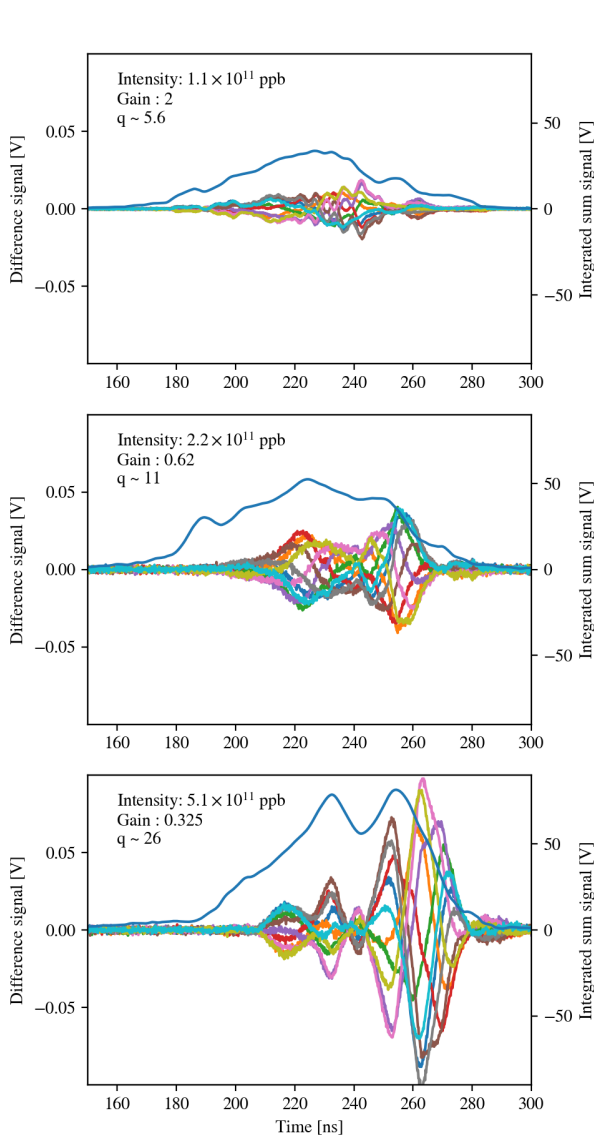 Intensity: 1.1 × 10¹¹ ppb
Gain : 2
q ~ 5.6
Difference signal [V]
0.05
0.00
−0.05
50
0
−50
Integrated sum signal [V]
160 180 200 220 240 260 280 300
Intensity: 2.2 × 10¹¹ ppb
Gain : 0.62
q ~ 11
Difference signal [V]
0.05
0.00
−0.05
50
0
−50
Integrated sum signal [V]
160 180 200 220 240 260 280 300
Intensity: 5.1 × 10¹¹ ppb
Gain : 0.325
q ~ 26
Difference signal [V]
0.05
0.00
−0.05
50
0
−50
Integrated sum signal [V]
160 180 200 220 240 260 280 300
Time [ns]